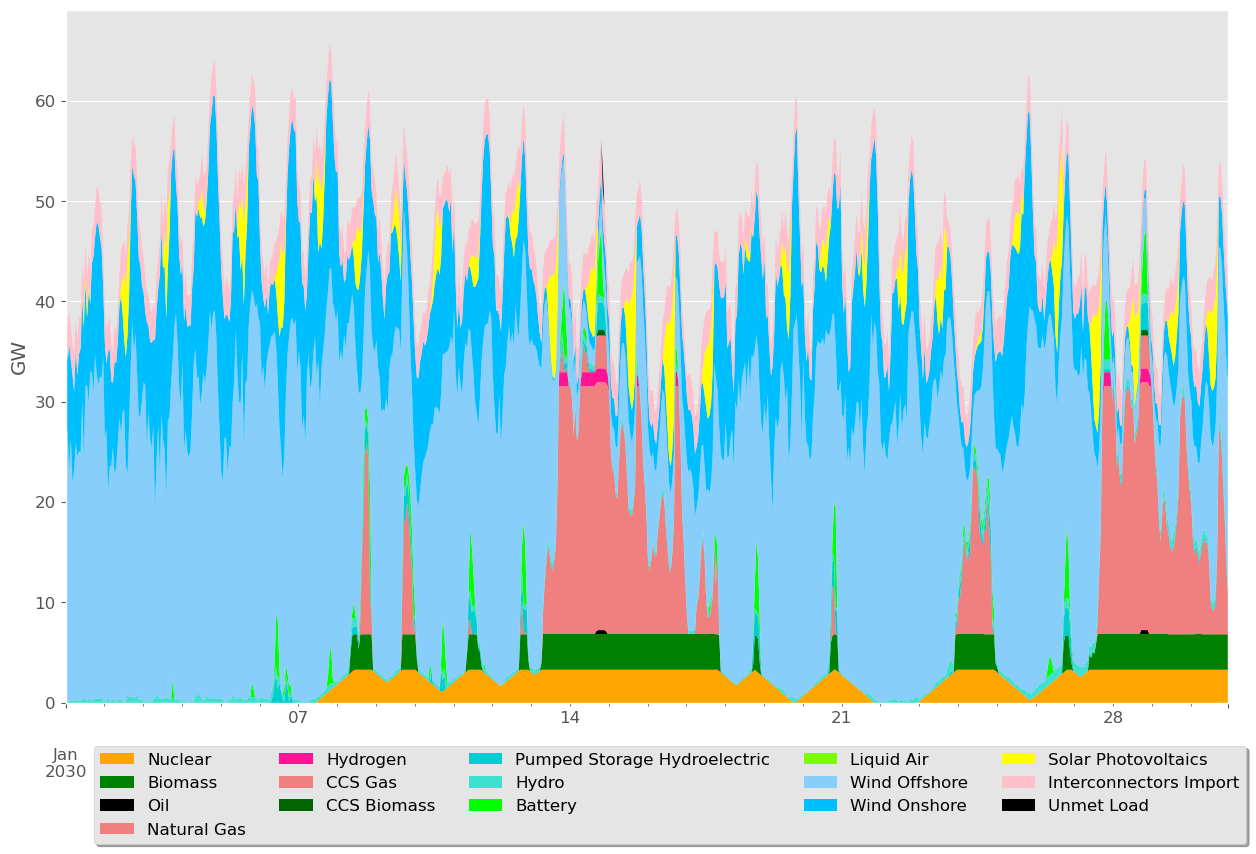 60
50
GW
40
30
20
10
0
07
14
21
28
Jan
2030
Nuclear
Hydrogen
Pumped Storage Hydroelectric
Liquid Air
Solar Photovoltaics
Biomass
CCS Gas
Hydro
Wind Offshore
Interconnectors Import
Oil
CCS Biomass
Battery
Wind Onshore
Unmet Load
Natural Gas